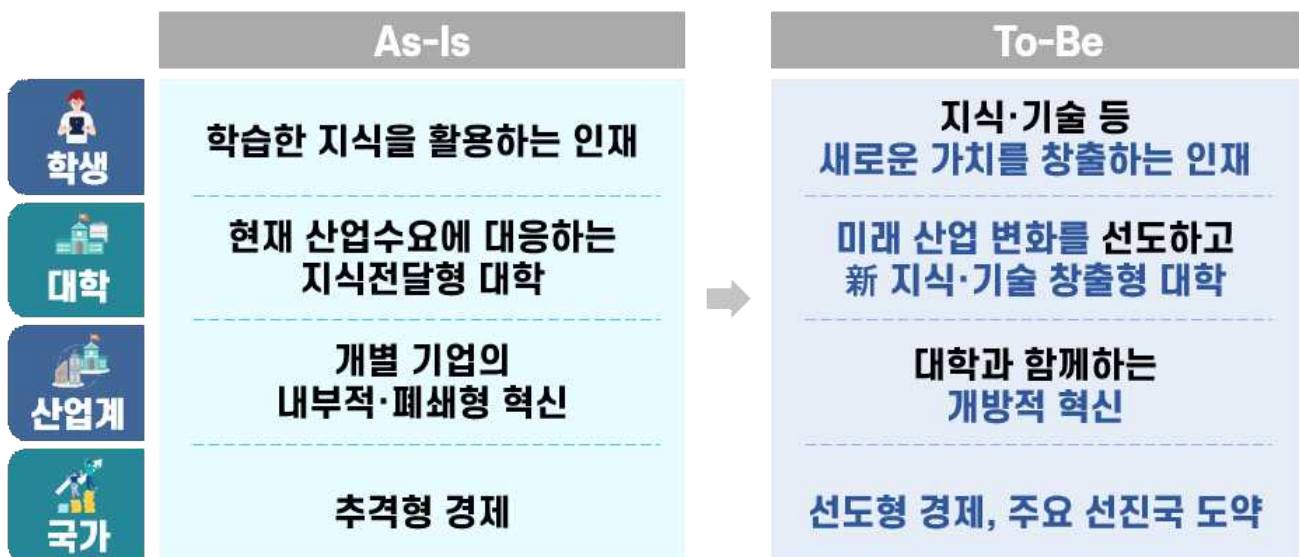 As-Is
To-Be
학생
학습한 지식을 활용하는 인재
지식·기술 등
새로운 가치를 창출하는 인재
대학
현재 산업수요에 대응하는
지식전달형 대학
미래 산업 변화를 선도하고
新 지식·기술 창출형 대학
산업계
개별 기업의
내부적·폐쇄형 혁신
대학과 함께하는
개방적 혁신
국가
추격형 경제
선도형 경제, 주요 선진국 도약